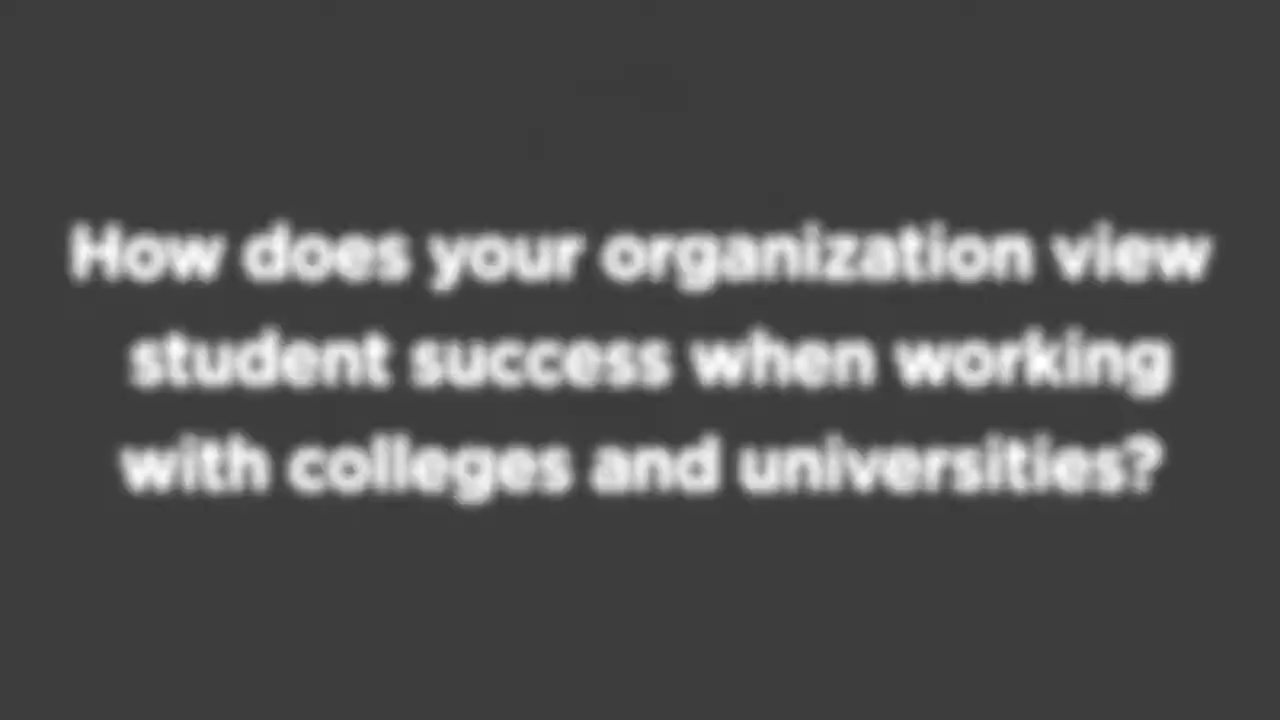 How does your organization view
student success when working
with colleges and universities?